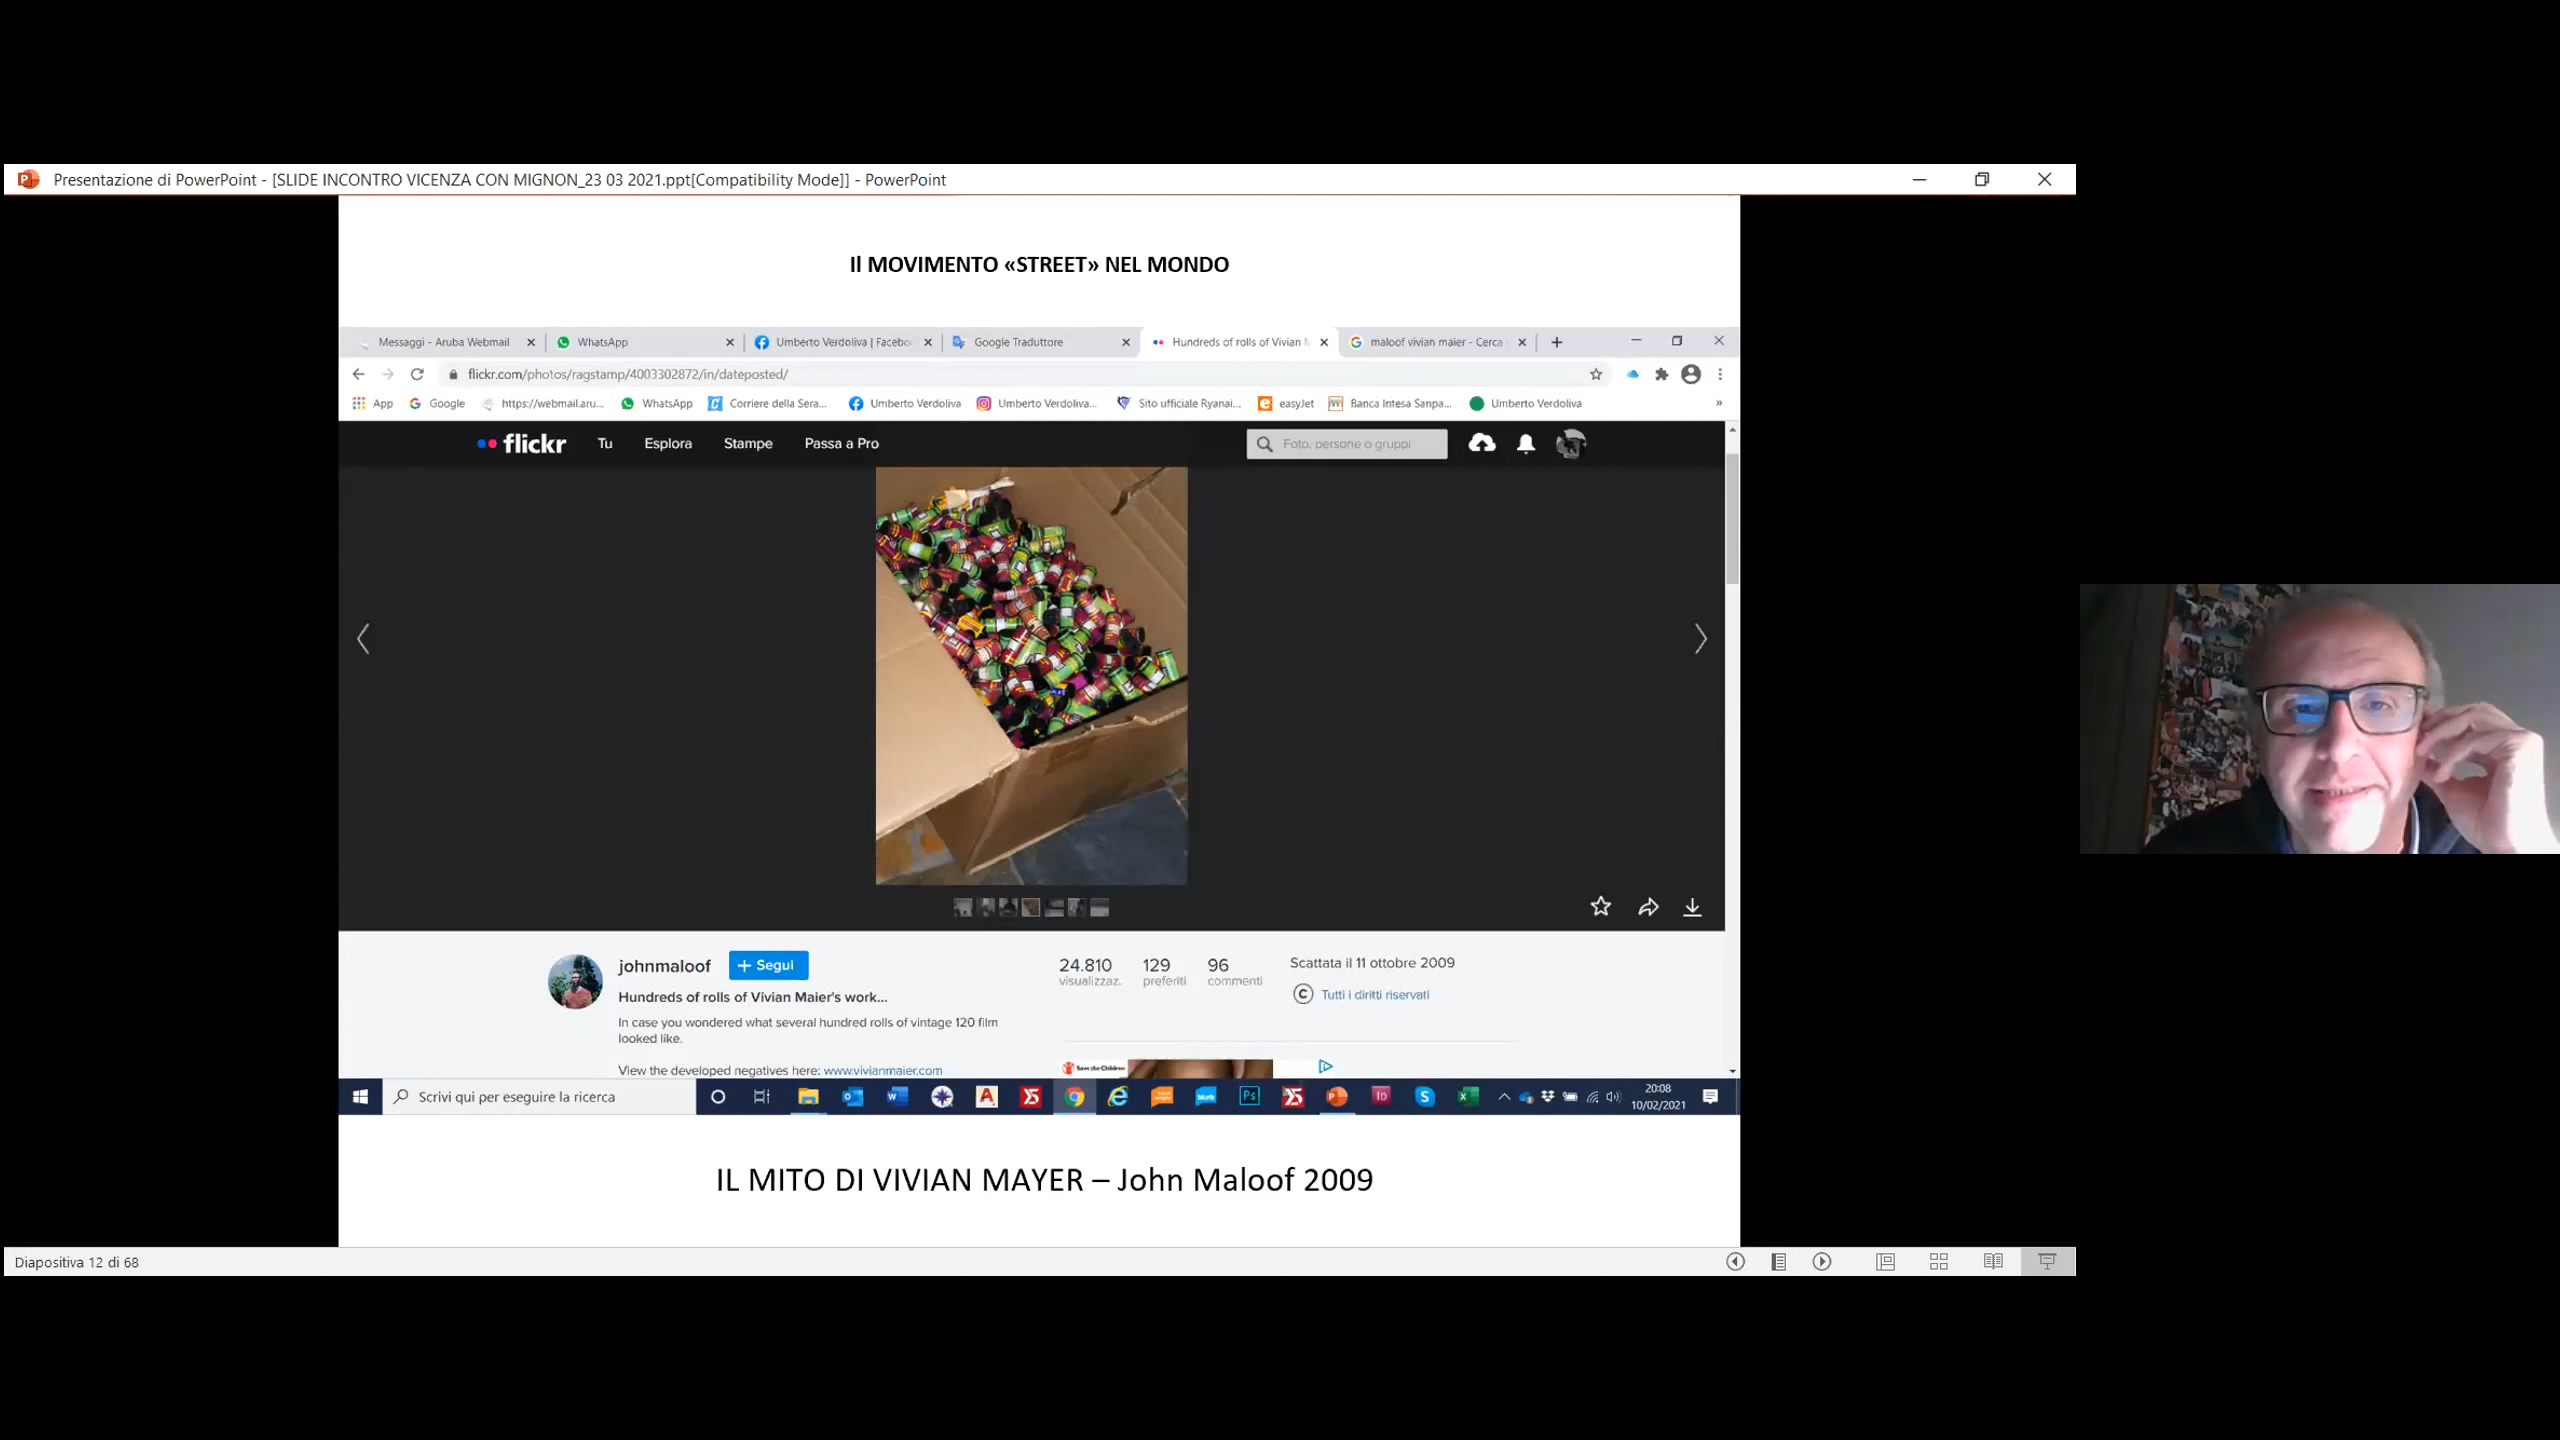 Presentazione di PowerPoint - [SLIDE INCONTRO VICENZA CON MIGNON_23 03 2021.ppt[Compatibility Mode]] - PowerPoint
Il MOVIMENTO «STREET» NEL MONDO
Messaggi - Aruba Webmail WhatsApp Umberto Verdoliva | Facebo Google Traduttore Hundreds of rolls of Vivian maloof vivian maier - Cerca
flickr.com/photos/ragstamp/4003302872/in/dateposted/
App Google https://webmail.aru... WhatsApp Corriere della Sera... Umberto Verdoliva Umberto Verdoliva... Sito ufficiale Ryanai... easyJet Banca Intesa Sanpa... Umberto Verdoliva »
flickr Tu Esplora Stampe Passa a Pro Foto, persone o gruppi
johnmaloof + Segui
Hundreds of rolls of Vivian Maier's work...
In case you wondered what several hundred rolls of vintage 120 film
looked like.
View the developed negatives here: www.vivianmaier.com
24.810 129 96
visualizzaz. preferiti commenti
Scattata il 11 ottobre 2009
Tutti i diritti riservati
Save the Children
Scrivi qui per eseguire la ricerca
20:08
10/02/2021
IL MITO DI VIVIAN MAYER – John Maloof 2009
Diapositiva 12 di 68